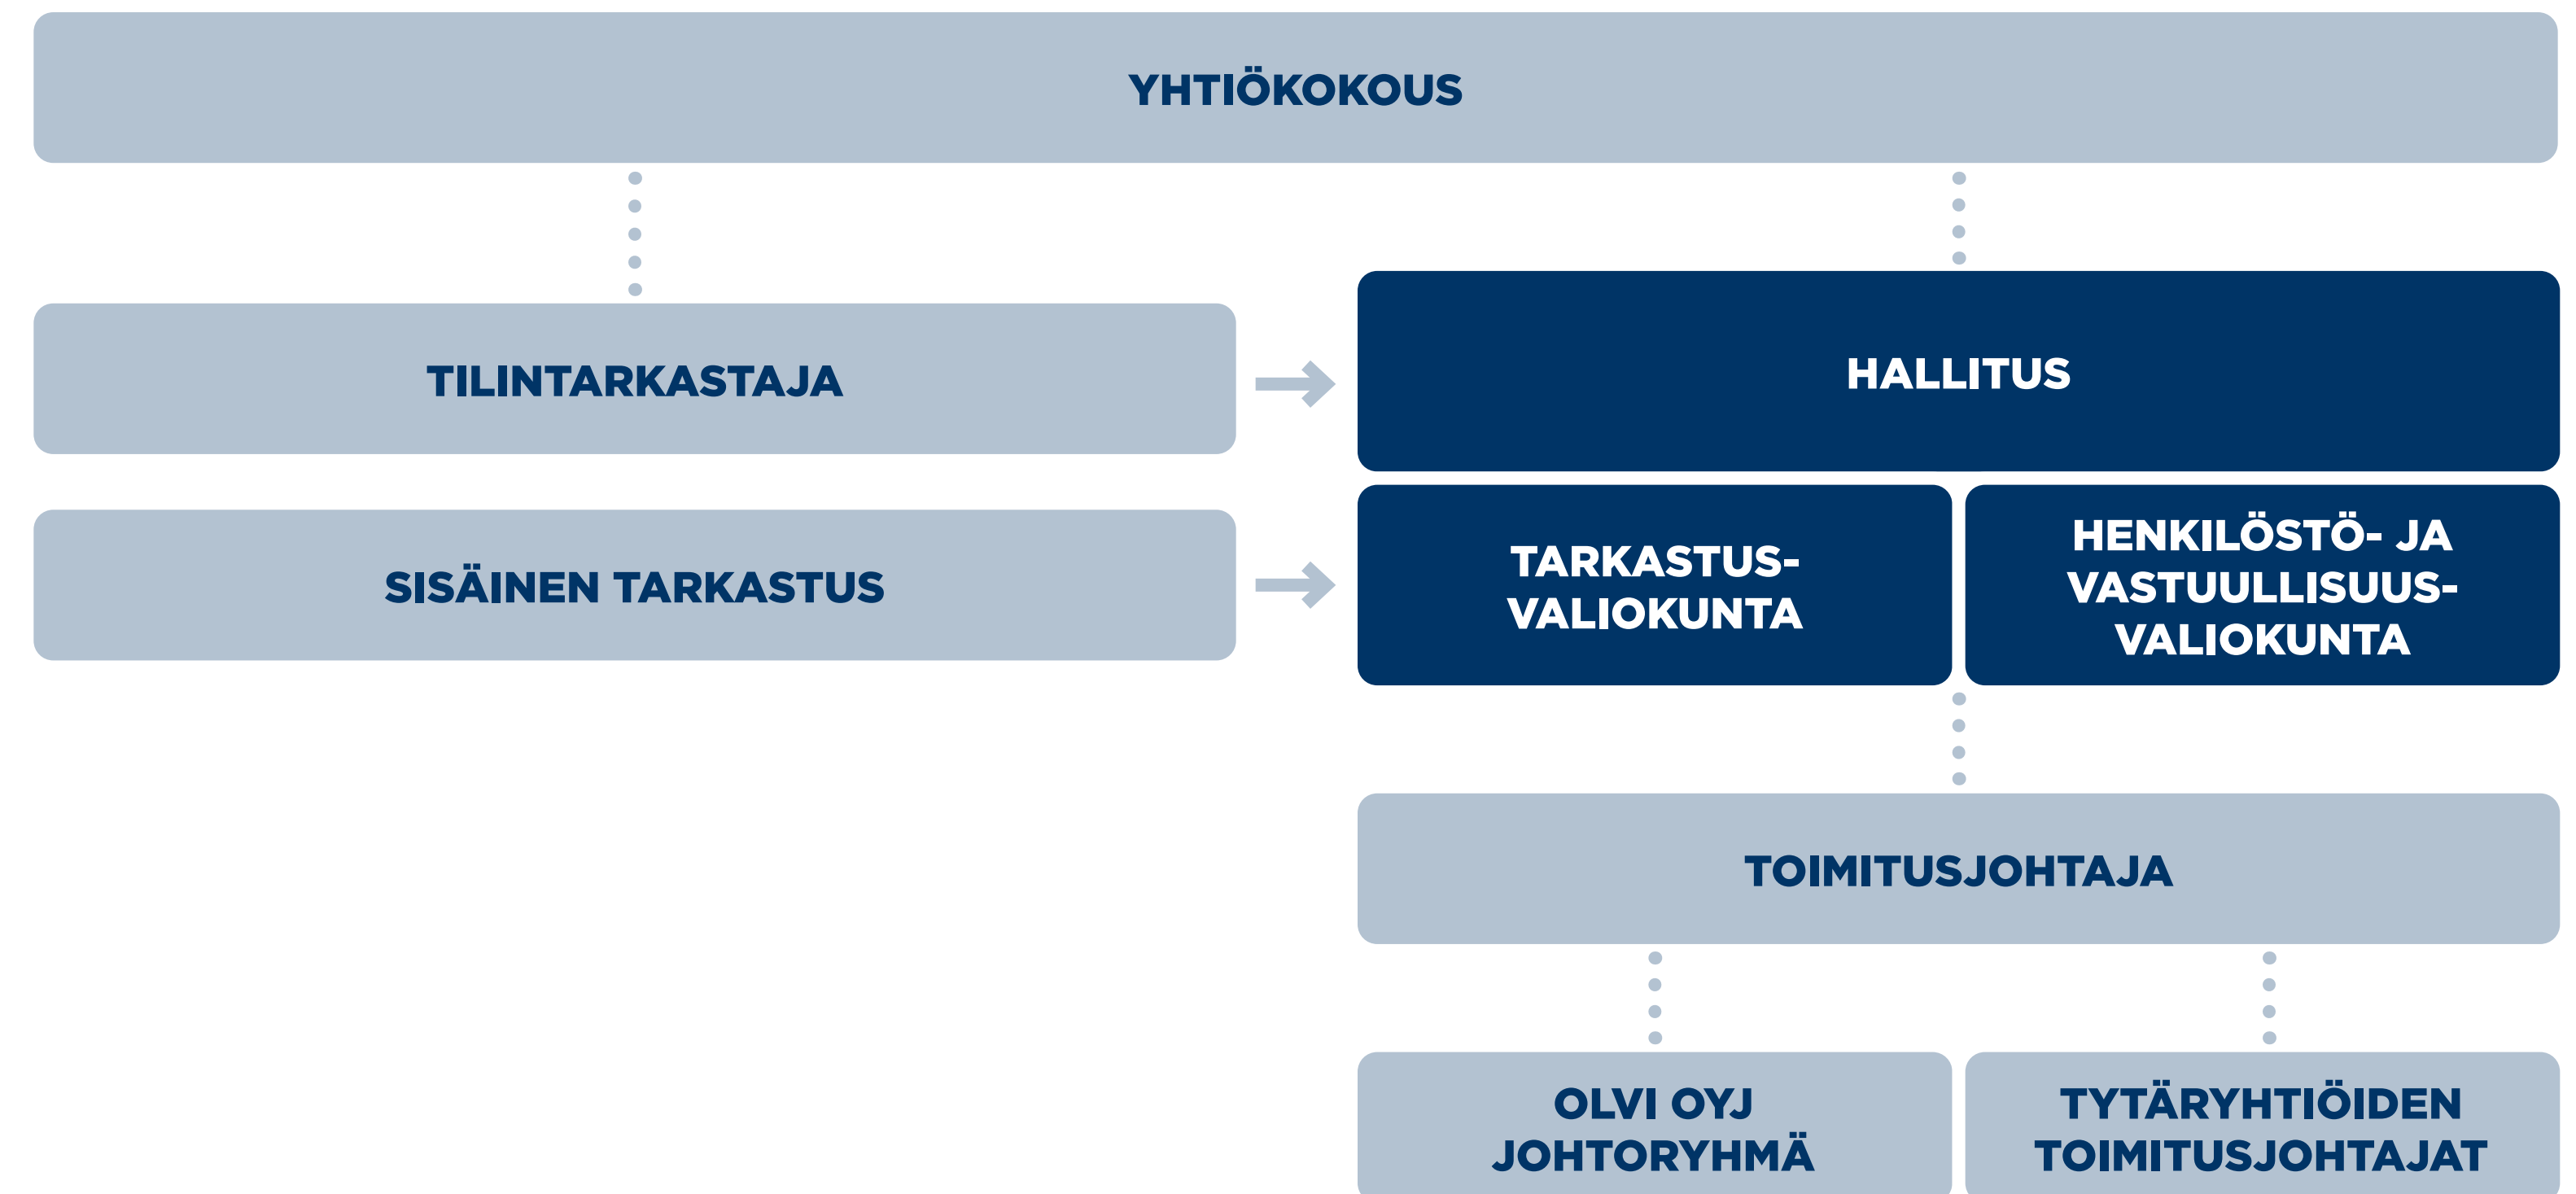 YHTIÖKOKOUS
TILINTARKASTAJA
HALLITUS
SISÄINEN TARKASTUS
TARKASTUS-
VALIOKUNTA
HENKILÖSTÖ- JA
VASTUULLISUUS-
VALIOKUNTA
TOIMITUSJOHTAJA
OLVI OYJ
JOHTORYHMÄ
TYTÄRYHTIÖIDEN
TOIMITUSJOHTAJAT